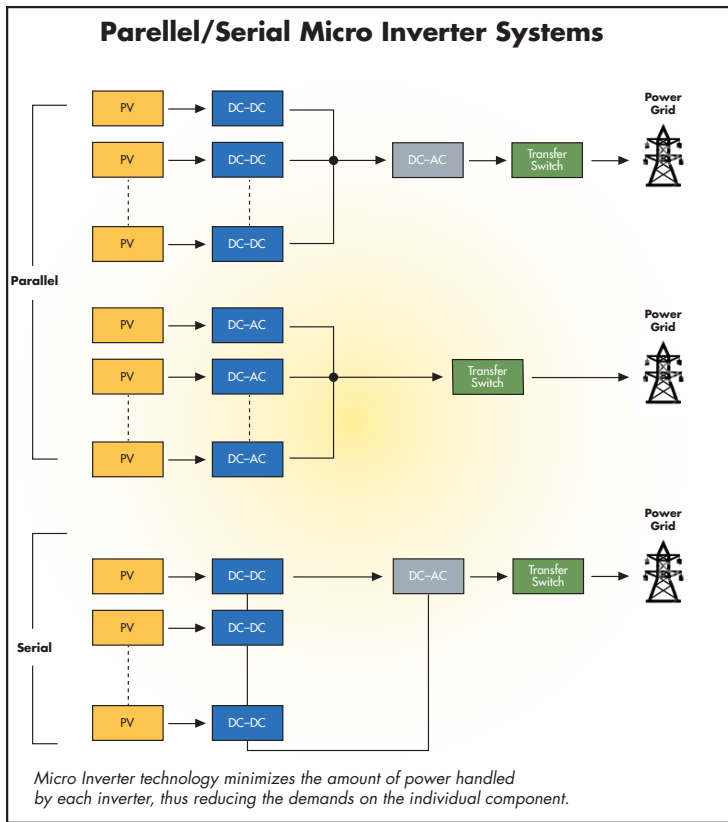 Parellel/Serial Micro Inverter Systems
Power
Grid
PV
DC–DC
PV
DC–DC
DC–AC
Transfer
Switch
PV
DC–DC
Parallel
Power
Grid
PV
DC–AC
PV
DC–AC
Transfer
Switch
PV
DC–AC
Power
Grid
PV
DC–DC
DC–AC
Transfer
Switch
PV
DC–DC
Serial
PV
DC–DC
Micro Inverter technology minimizes the amount of power handled
by each inverter, thus reducing the demands on the individual component.